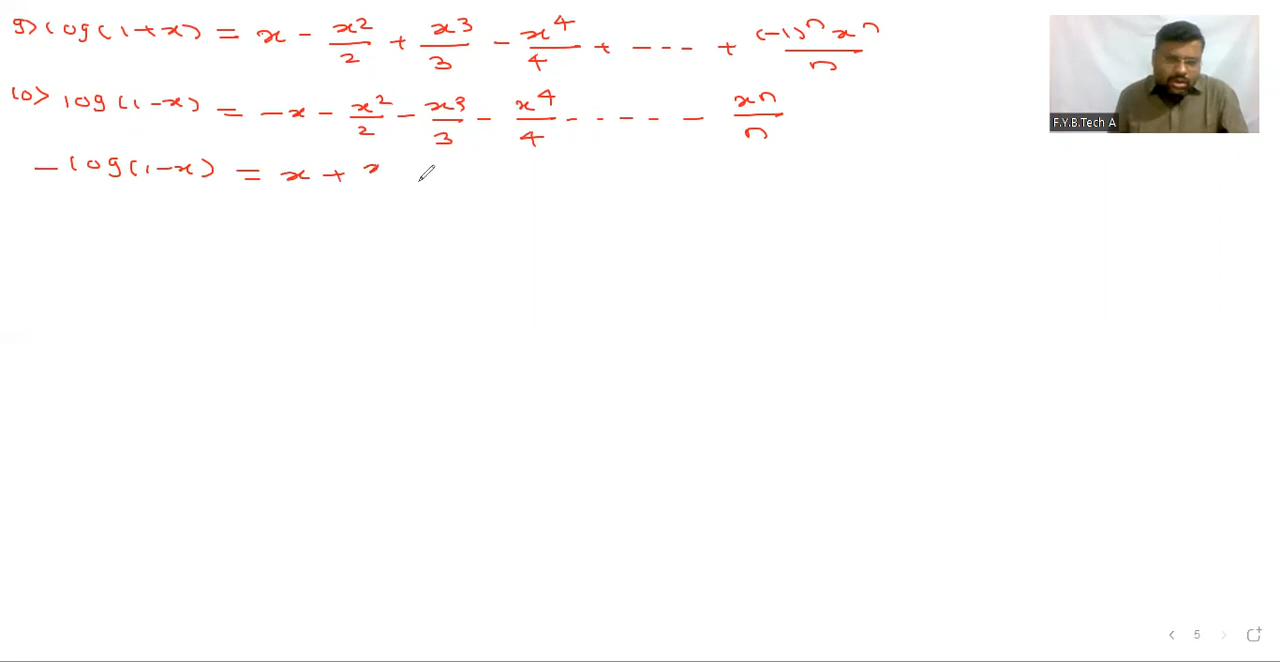 9) log(1+x) = x - x²/2 + x³/3 - x⁴/4 + --- + (-1)ⁿ xⁿ/n
10) log(1-x) = -x - x²/2 - x³/3 - x⁴/4 ----- - xⁿ/n
- log(1-x) = x + x
F.Y.B.Tech A
5